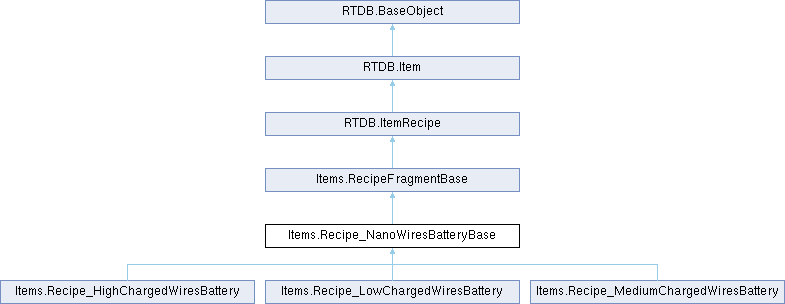 RTDB.BaseObject
RTDB.Item
RTDB.ItemRecipe
Items.RecipeFragmentBase
Items.Recipe_NanoWiresBatteryBase
Items.Recipe_HighChargedWiresBattery Items.Recipe_LowChargedWiresBattery Items.Recipe_MediumChargedWiresBattery